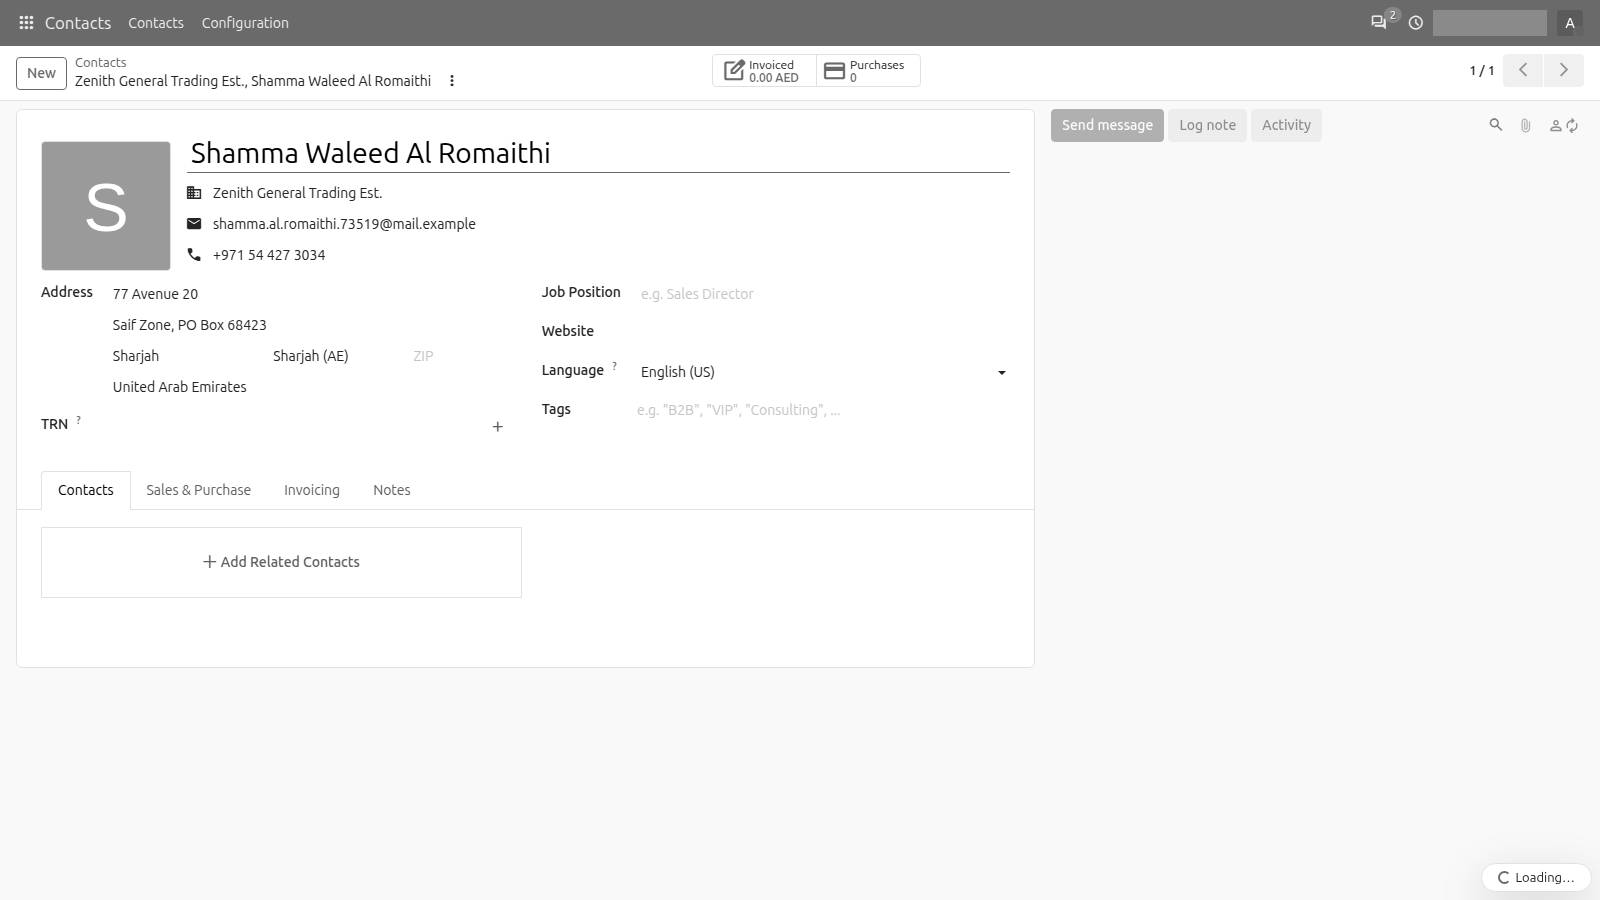 Contacts Contacts Configuration 2 A
New
Contacts
Zenith General Trading Est., Shamma Waleed Al Romaithi
Invoiced
0.00 AED
Purchases
0
1 / 1
Send message Log note Activity
S
Shamma Waleed Al Romaithi
Zenith General Trading Est.
shamma.al.romaithi.73519@mail.example
+971 54 427 3034
Address
77 Avenue 20
Saif Zone, PO Box 68423
Sharjah Sharjah (AE) ZIP
United Arab Emirates
TRN ?
Job Position e.g. Sales Director
Website
Language ? English (US)
Tags e.g. "B2B", "VIP", "Consulting", ...
Contacts Sales & Purchase Invoicing Notes
Add Related Contacts
Loading...